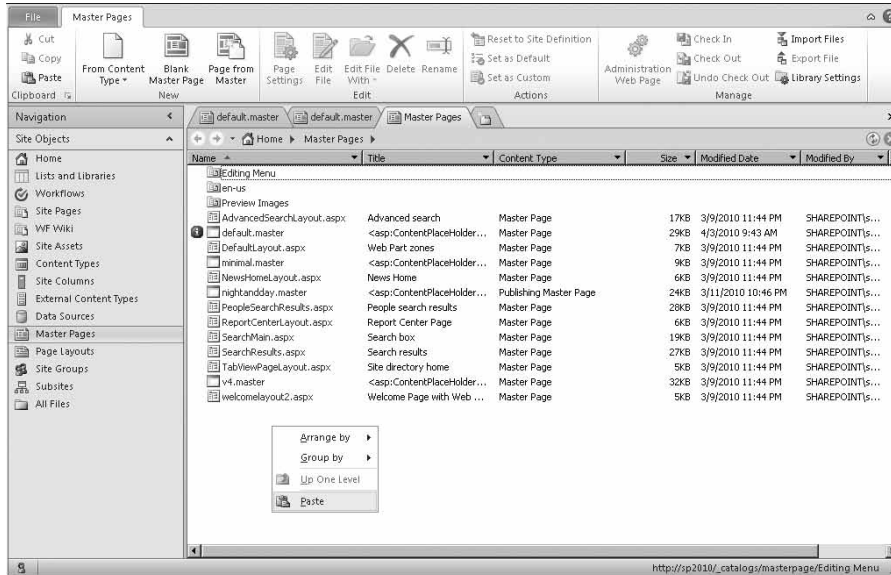 File Master Pages
Cut
Copy
Paste
Clipboard
From Content Type
Blank Master Page
Page from Master
New
Page Settings
Edit File
Edit File With
Delete
Rename
Edit
Reset to Site Definition
Set as Default
Set as Custom
Actions
Administration Web Page
Check In
Check Out
Undo Check Out
Import Files
Export File
Library Settings
Manage
Navigation
default.master default.master Master Pages
Site Objects
Home
Lists and Libraries
Workflows
Site Pages
WF Wiki
Site Assets
Content Types
Site Columns
External Content Types
Data Sources
Master Pages
Page Layouts
Site Groups
Subsites
All Files
Home Master Pages
Name Title Content Type Size Modified Date Modified By
Editing Menu
en-us
Preview Images
AdvancedSearchLayout.aspx Advanced search Master Page 17KB 3/9/2010 11:44 PM SHAREPOINT\s...
default.master <asp:ContentPlaceHolder... Master Page 29KB 4/3/2010 9:43 AM SHAREPOINT\s...
DefaultLayout.aspx Web Part zones Master Page 7KB 3/9/2010 11:44 PM SHAREPOINT\s...
minimal.master <asp:ContentPlaceHolder... Master Page 9KB 3/9/2010 11:44 PM SHAREPOINT\s...
NewsHomeLayout.aspx News Home Master Page 6KB 3/9/2010 11:44 PM SHAREPOINT\s...
nightandday.master <asp:ContentPlaceHolder... Publishing Master Page 24KB 3/11/2010 10:46 PM SHAREPOINT\s...
PeopleSearchResults.aspx People search results Master Page 28KB 3/9/2010 11:44 PM SHAREPOINT\s...
ReportCenterLayout.aspx Report Center Page Master Page 6KB 3/9/2010 11:44 PM SHAREPOINT\s...
SearchMain.aspx Search box Master Page 19KB 3/9/2010 11:44 PM SHAREPOINT\s...
SearchResults.aspx Search results Master Page 27KB 3/9/2010 11:44 PM SHAREPOINT\s...
TabViewPageLayout.aspx Site directory home Master Page 5KB 3/9/2010 11:44 PM SHAREPOINT\s...
v4.master <asp:ContentPlaceHolder... Master Page 32KB 3/9/2010 11:44 PM SHAREPOINT\s...
welcomelayout2.aspx Welcome Page with Web ... Master Page 5KB 3/9/2010 11:44 PM SHAREPOINT\s...
Arrange by
Group by
Up One Level
Paste
http://sp2010/_catalogs/masterpage/Editing Menu